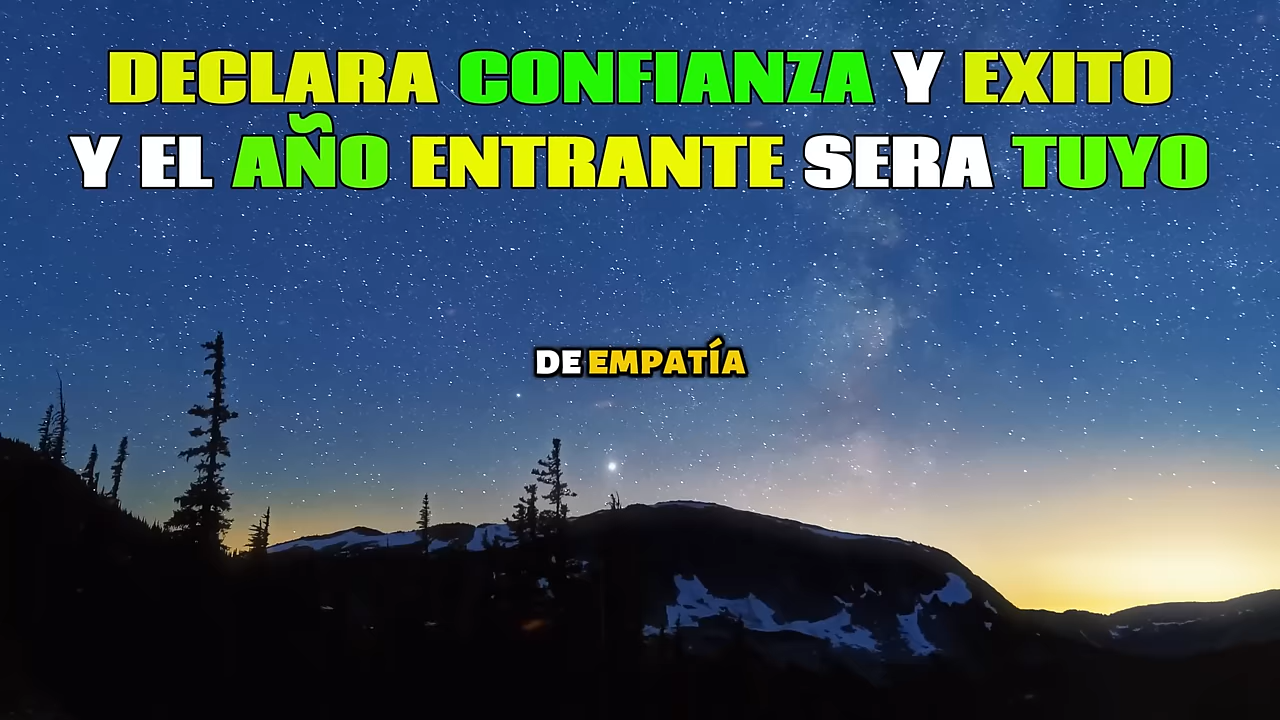 DECLARA CONFIANZA Y EXITO
Y EL AÑO ENTRANTE SERA TUYO
DE EMPATÍA